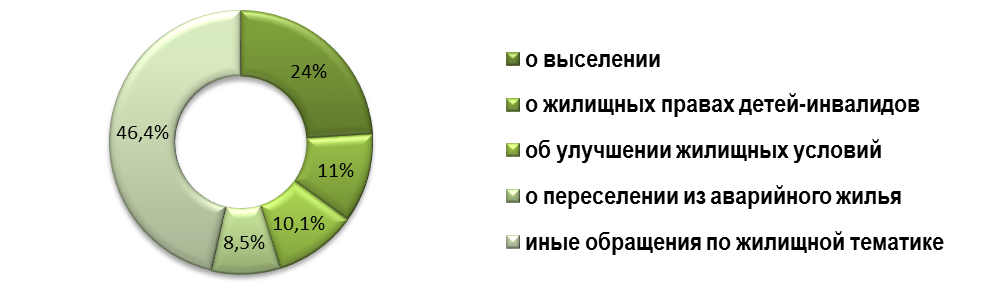 24%
11%
10,1%
8,5%
46,4%
о выселении
о жилищных правах детей-инвалидов
об улучшении жилищных условий
о переселении из аварийного жилья
иные обращения по жилищной тематике